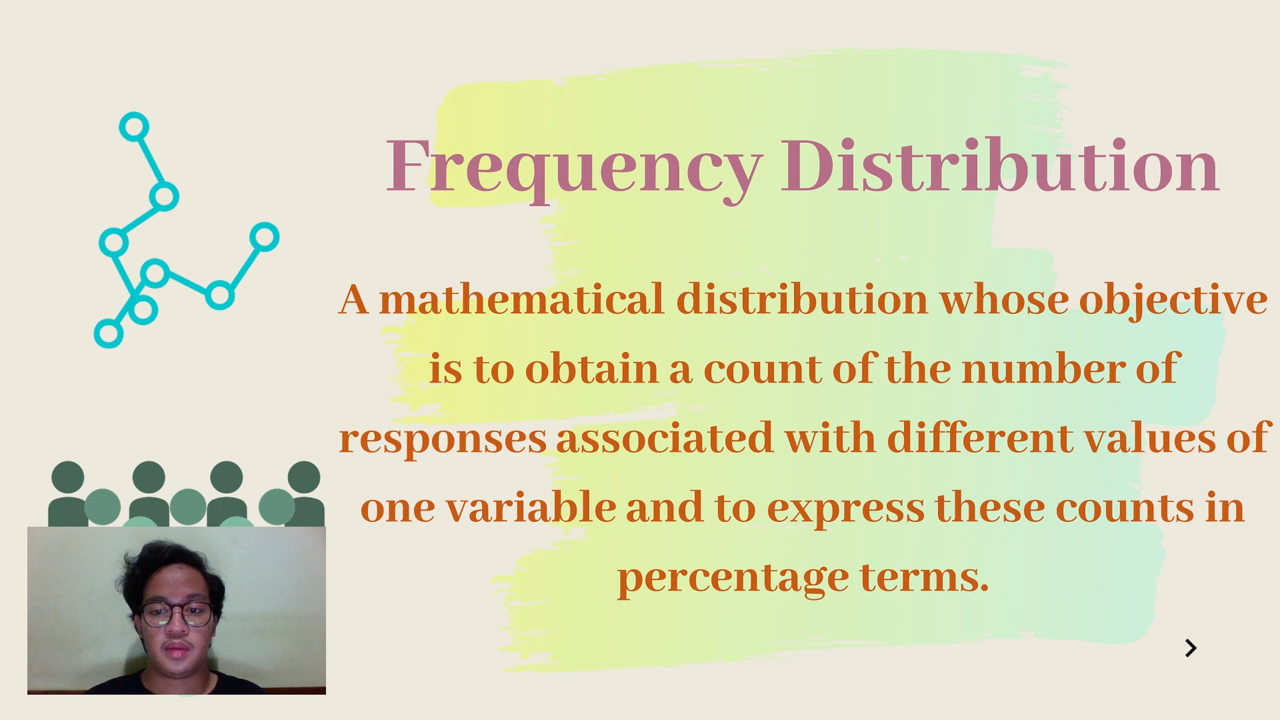 Frequency Distribution
A mathematical distribution whose objective
is to obtain a count of the number of
responses associated with different values of
one variable and to express these counts in
percentage terms.